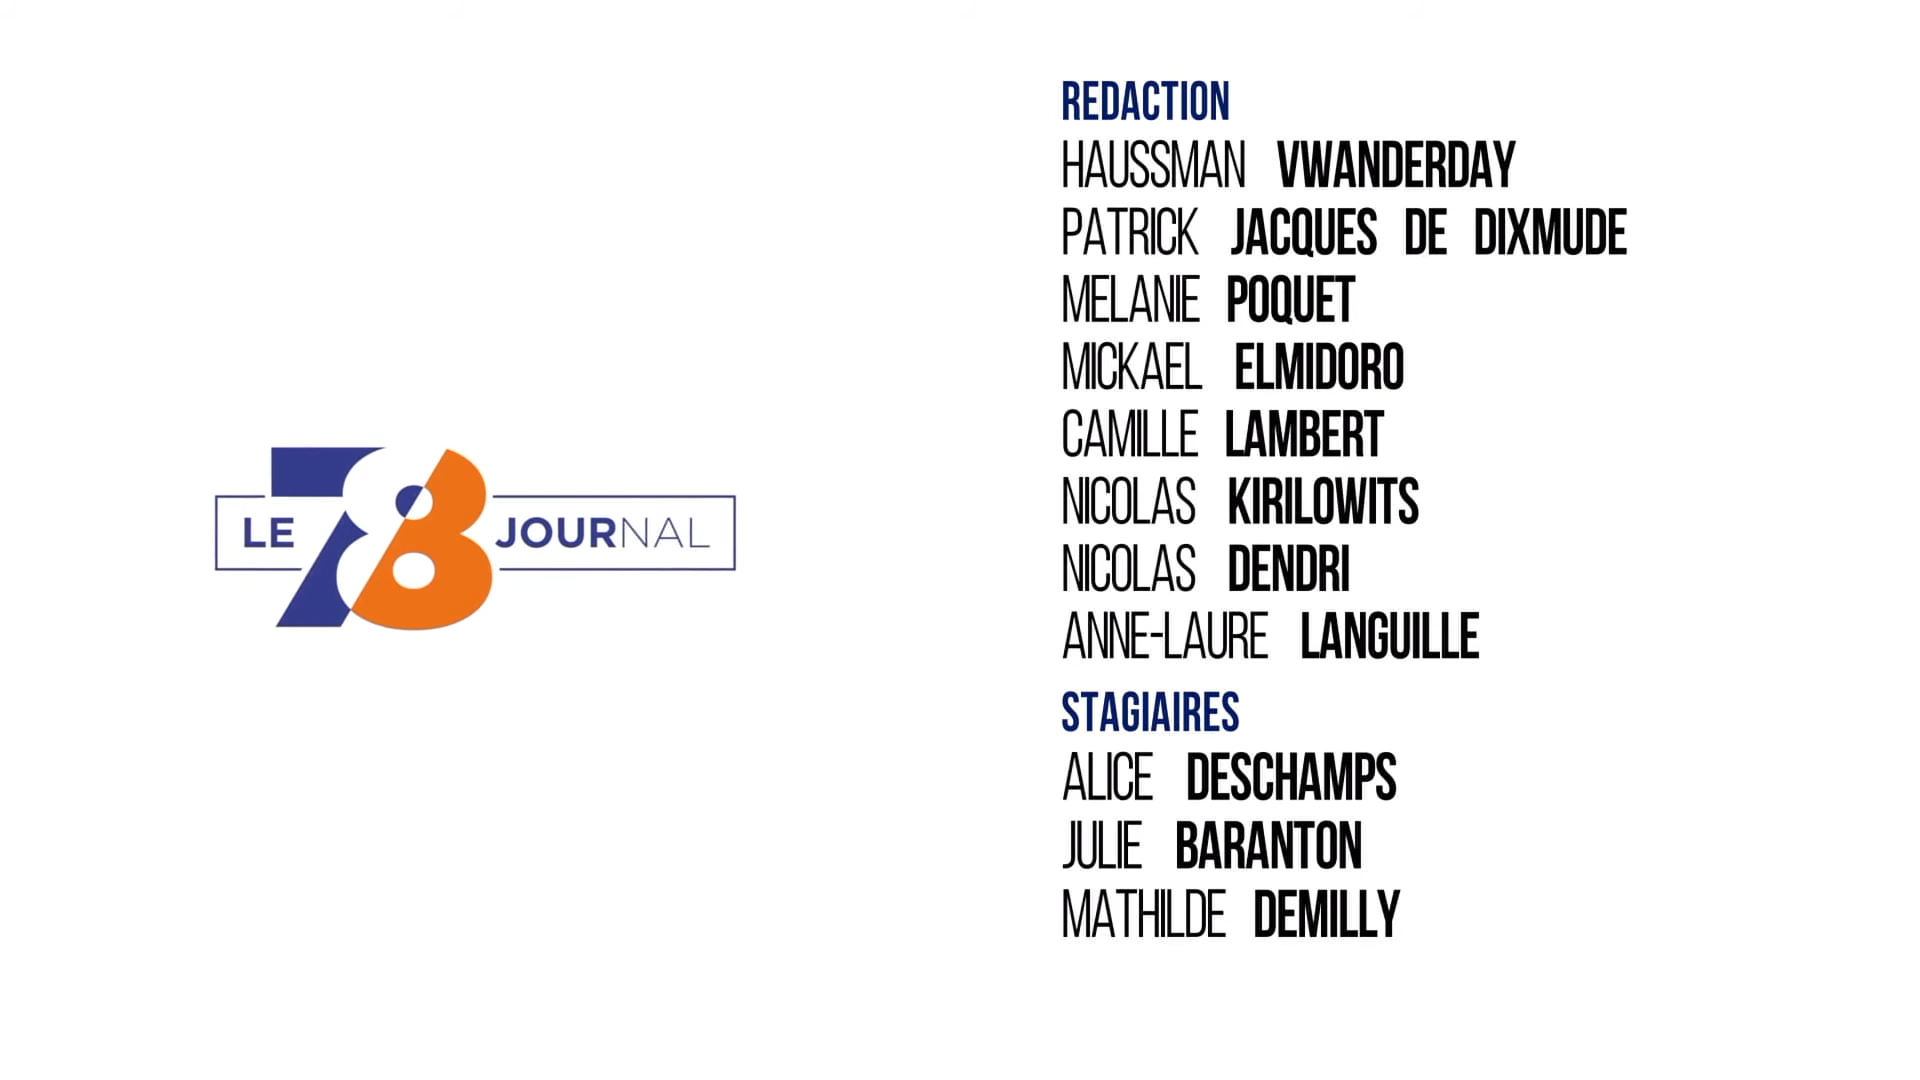 LE 78 JOURNAL
REDACTION
HAUSSMAN VWANDERDAY
PATRICK JACQUES DE DIXMUDE
MELANIE POQUET
MICKAEL ELMIDORO
CAMILLE LAMBERT
NICOLAS KIRILOWITS
NICOLAS DENDRI
ANNE-LAURE LANGUILLE
STAGIAIRES
ALICE DESCHAMPS
JULIE BARANTON
MATHILDE DEMILLY